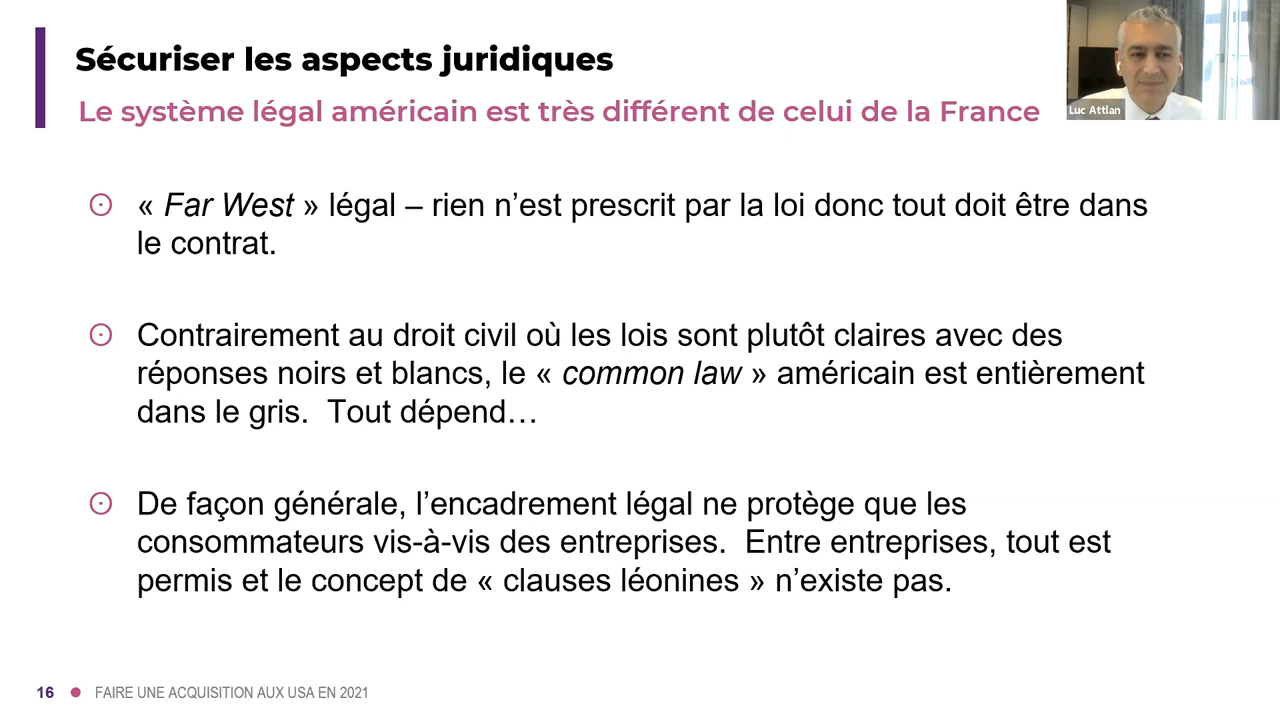 Sécuriser les aspects juridiques
Le système légal américain est très différent de celui de la France
Luc Attlan
⊙ « Far West » légal – rien n’est prescrit par la loi donc tout doit être dans
le contrat.
⊙ Contrairement au droit civil où les lois sont plutôt claires avec des
réponses noirs et blancs, le « common law » américain est entièrement
dans le gris.  Tout dépend…
⊙ De façon générale, l’encadrement légal ne protège que les
consommateurs vis-à-vis des entreprises.  Entre entreprises, tout est
permis et le concept de « clauses léonines » n’existe pas.
16 ● FAIRE UNE ACQUISITION AUX USA EN 2021